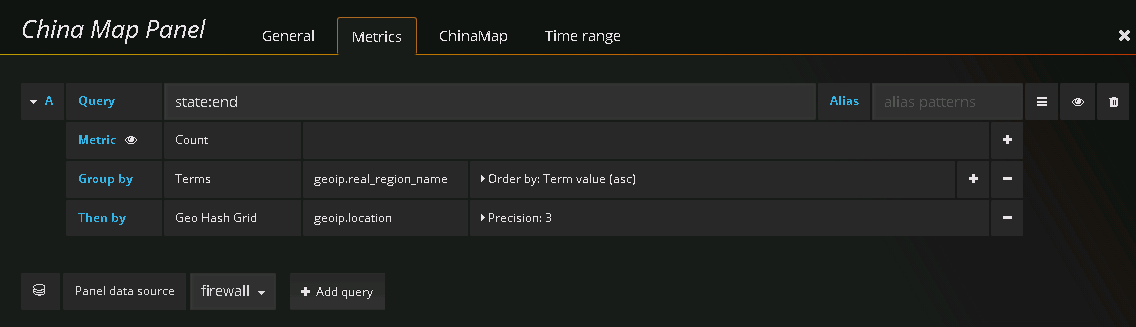 China Map Panel General Metrics ChinaMap Time range
A Query state:end Alias alias patterns
Metric Count
Group by Terms geoip.real_region_name Order by: Term value (asc)
Then by Geo Hash Grid geoip.location Precision: 3
Panel data source firewall Add query